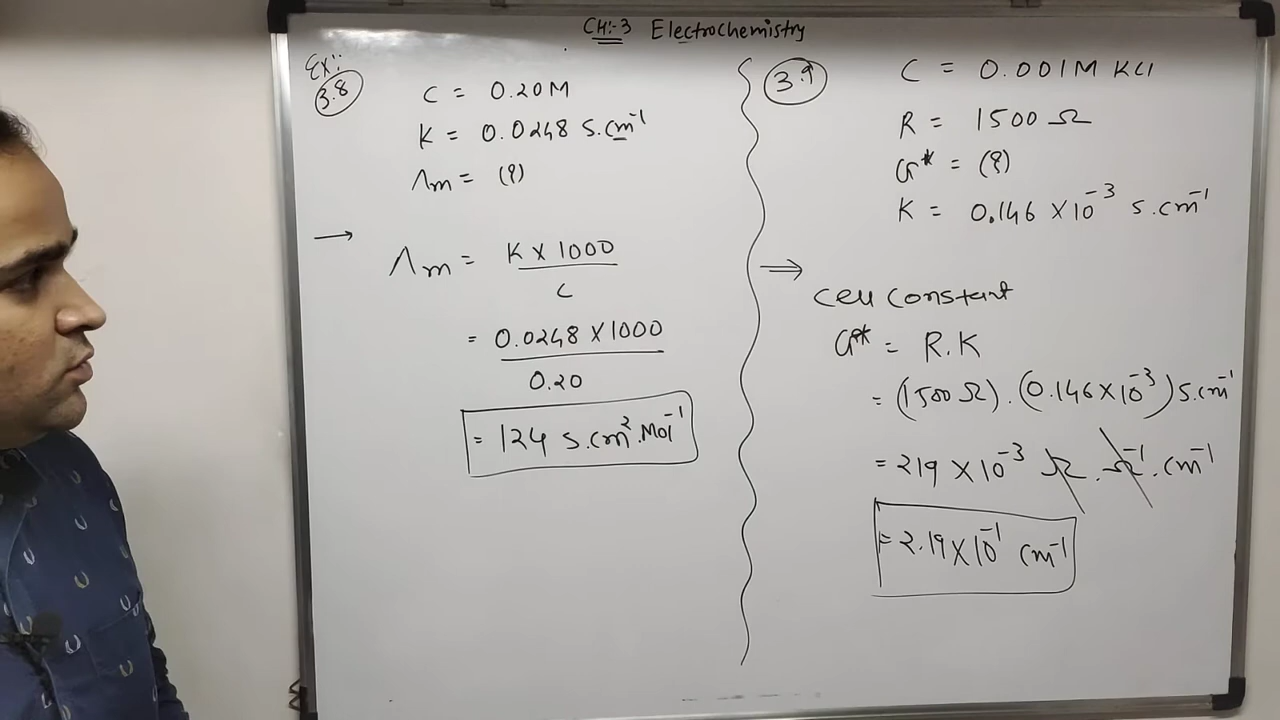 CH:-3 Electrochemistry
Ex:-
3.8
C = 0.20M
K = 0.0248 S.cm⁻¹
Λm = (?)
→
Λm = K × 1000 / C
= 0.0248 × 1000 / 0.20
= 124 S.cm².Mol⁻¹
3.9
C = 0.001M KCl
R = 1500 Ω
G* = (?)
K = 0.146 × 10⁻³ S.cm⁻¹
⇒
Cell constant
G* = R.K
= (1500 Ω).(0.146×10⁻³) S.cm⁻¹
= 219 × 10⁻³ Ω.Ω⁻¹.cm⁻¹
= 2.19 × 10⁻¹ cm⁻¹